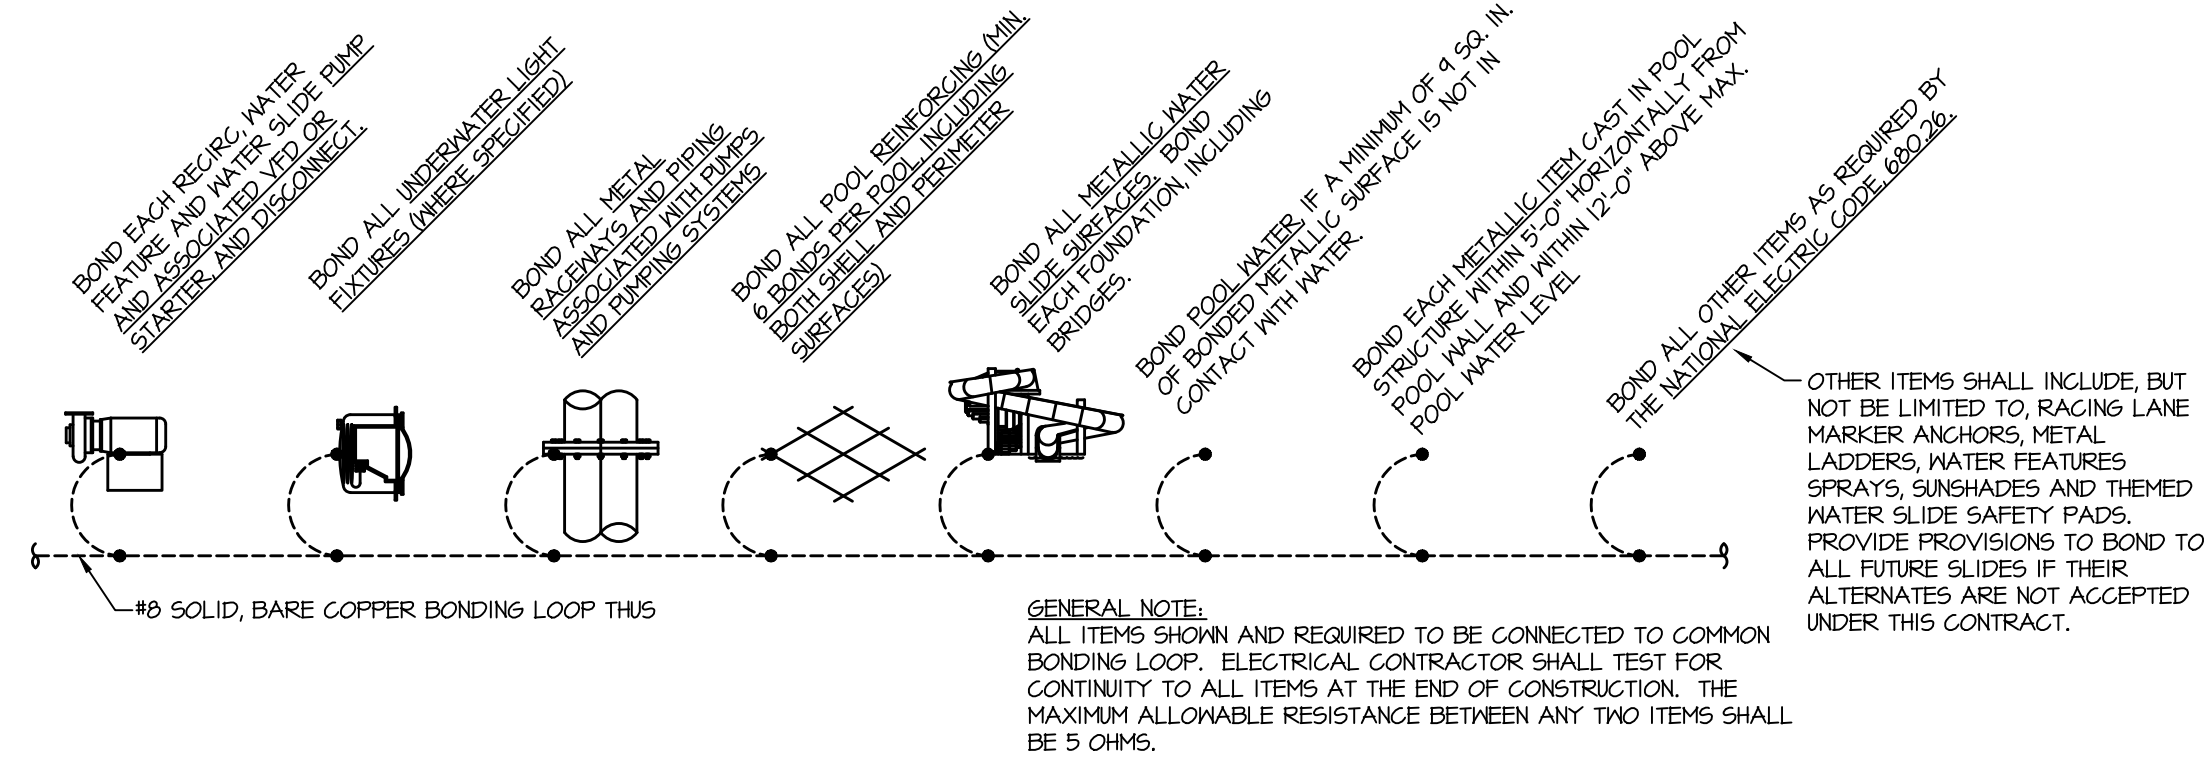 BOND EACH RECIRC, WATER
FEATURE AND WATER SLIDE PUMP
AND ASSOCIATED VFD OR
STARTER, AND DISCONNECT.
BOND ALL UNDERWATER LIGHT
FIXTURES (WHERE SPECIFIED)
BOND ALL METAL
RACEWAYS AND PIPING
ASSOCIATED WITH PUMPS
AND PUMPING SYSTEMS
BOND ALL POOL REINFORCING (MIN.
6 BONDS PER POOL, INCLUDING
BOTH SHELL AND PERIMETER
SURFACES)
BOND ALL METALLIC WATER
SLIDE SURFACES. BOND
EACH FOUNDATION, INCLUDING
BRIDGES.
BOND POOL WATER, IF A MINIMUM OF 9 SQ. IN.
OF BONDED METALLIC SURFACE IS NOT IN
CONTACT WITH WATER.
BOND EACH METALLIC ITEM CAST IN POOL
STRUCTURE WITHIN 5'-0" HORIZONTALLY FROM
POOL WALL AND WITHIN 12'-0" ABOVE MAX.
POOL WATER LEVEL
BOND ALL OTHER ITEMS AS REQUIRED BY
THE NATIONAL ELECTRIC CODE, 680.26.
OTHER ITEMS SHALL INCLUDE, BUT
NOT BE LIMITED TO, RACING LANE
MARKER ANCHORS, METAL
LADDERS, WATER FEATURES
SPRAYS, SUNSHADES AND THEMED
WATER SLIDE SAFETY PADS.
PROVIDE PROVISIONS TO BOND TO
ALL FUTURE SLIDES IF THEIR
ALTERNATES ARE NOT ACCEPTED
UNDER THIS CONTRACT.
#8 SOLID, BARE COPPER BONDING LOOP THUS
GENERAL NOTE:
ALL ITEMS SHOWN AND REQUIRED TO BE CONNECTED TO COMMON
BONDING LOOP. ELECTRICAL CONTRACTOR SHALL TEST FOR
CONTINUITY TO ALL ITEMS AT THE END OF CONSTRUCTION. THE
MAXIMUM ALLOWABLE RESISTANCE BETWEEN ANY TWO ITEMS SHALL
BE 5 OHMS.